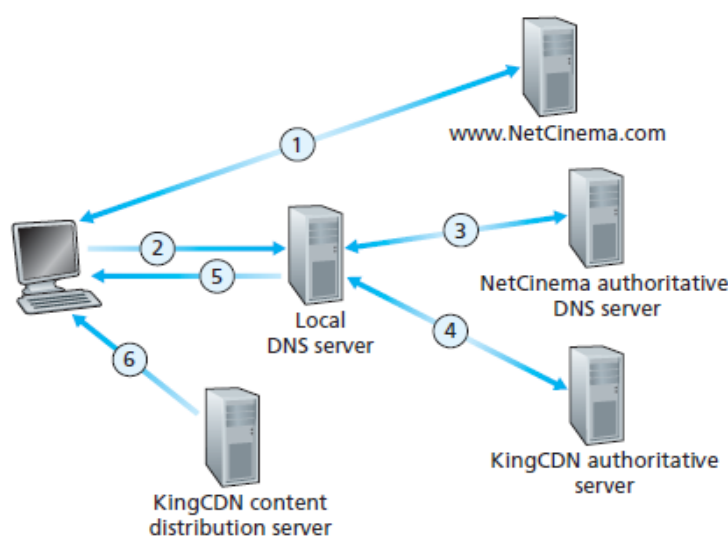 www.NetCinema.com
1
2
3
5
NetCinema authoritative
DNS server
Local
DNS server
4
6
KingCDN authoritative
server
KingCDN content
distribution server